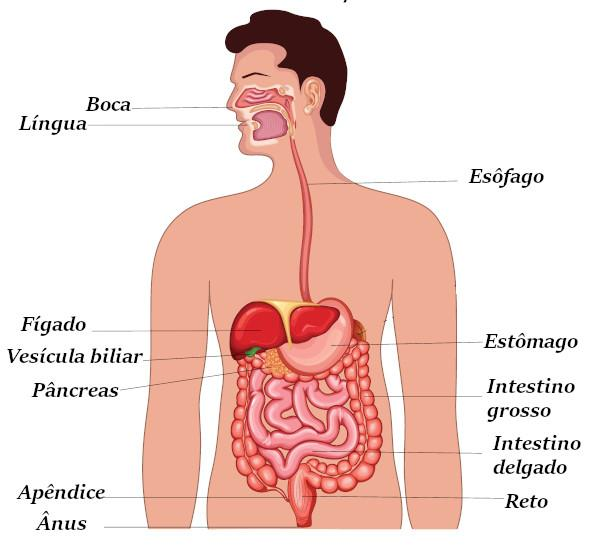 Boca
Língua
Esôfago
Fígado
Vesícula biliar
Pâncreas
Estômago
Intestino
grosso
Intestino
delgado
Apêndice
Reto
Ânus